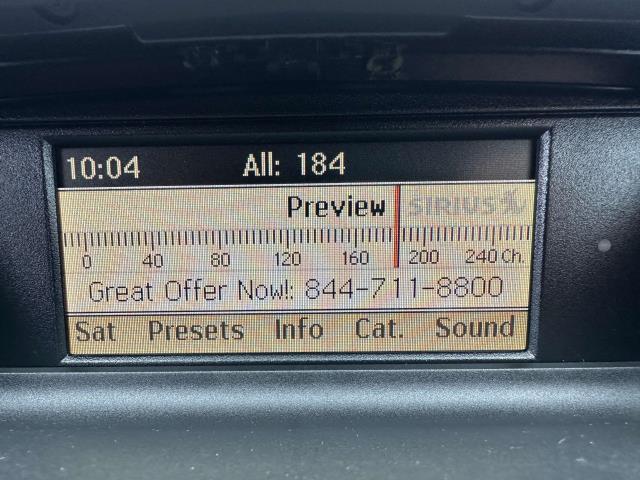 10:04 All: 184
Preview SIRIUS
0 40 80 120 160 200 240 Ch.
Great Offer Now!: 844-711-8800
Sat Presets Info Cat. Sound